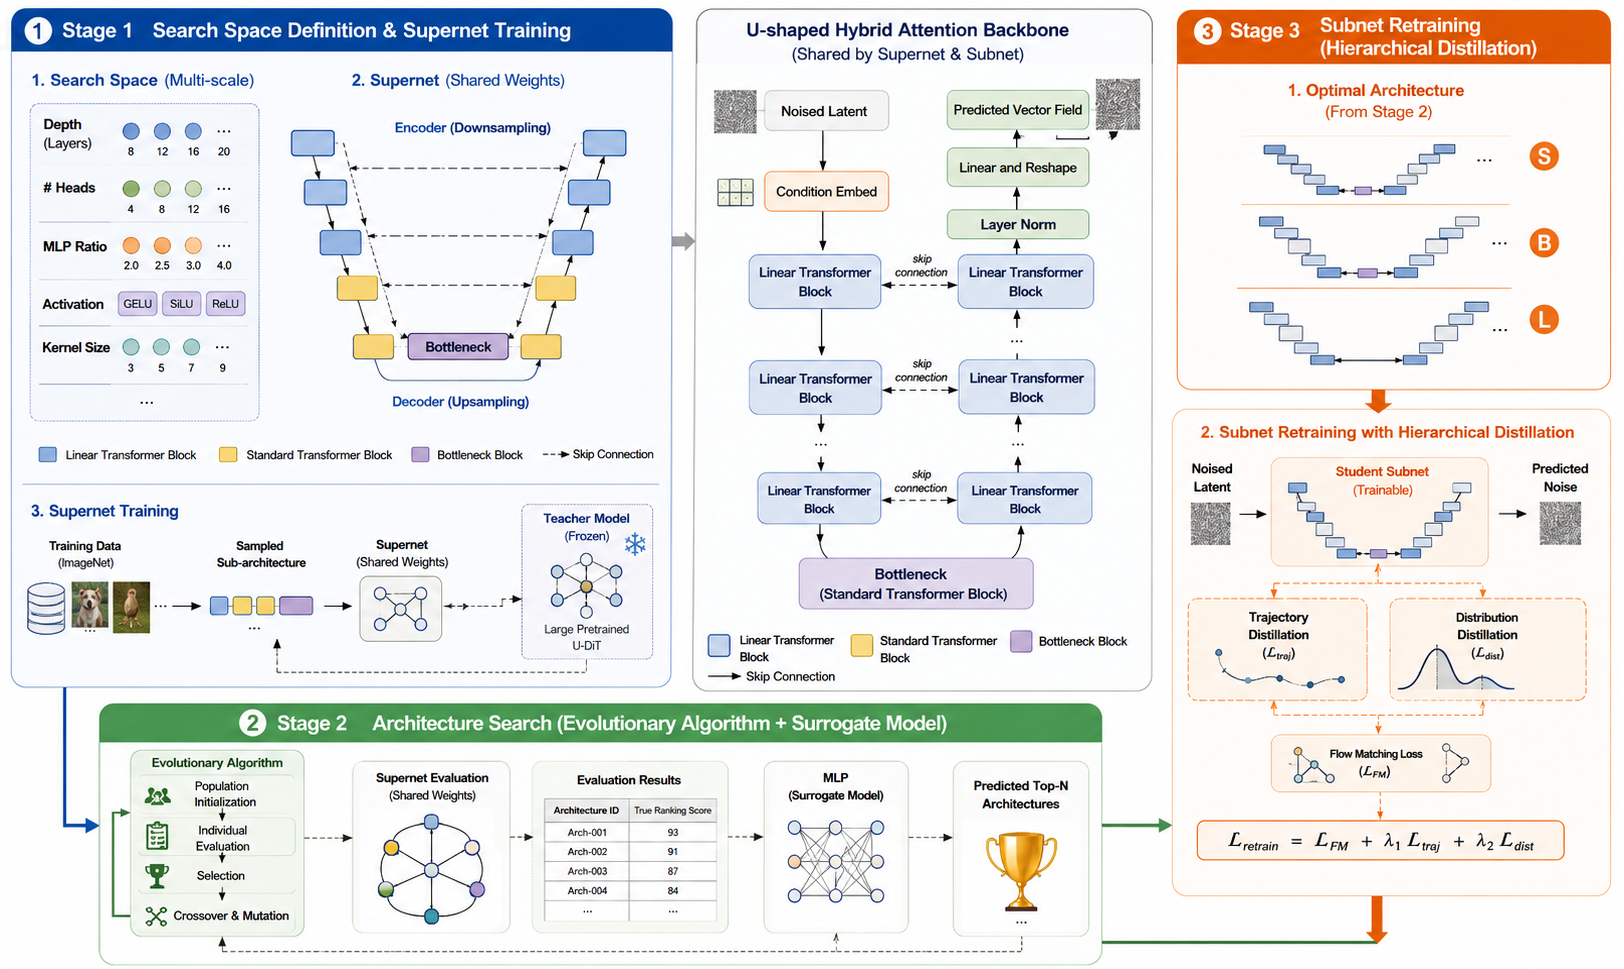 1 Stage 1 Search Space Definition & Supernet Training
1. Search Space (Multi-scale)
Depth
(Layers)
...
8 12 16 20
# Heads
...
4 8 12 16
MLP Ratio
...
2.0 2.5 3.0 4.0
Activation
GELU SiLU ReLU
Kernel Size
...
3 5 7 9
...
2. Supernet (Shared Weights)
Encoder (Downsampling)
Bottleneck
Decoder (Upsampling)
Linear Transformer Block
Standard Transformer Block
Bottleneck Block
Skip Connection
3. Supernet Training
Training Data
(ImageNet)
...
...
Sampled
Sub-architecture
...
Supernet
(Shared Weights)
Teacher Model
(Frozen)
Large Pretrained
U-DiT
U-shaped Hybrid Attention Backbone
(Shared by Supernet & Subnet)
Noised Latent
Condition Embed
Linear Transformer
Block
Linear Transformer
Block
...
Linear Transformer
Block
Predicted Vector Field
Linear and Reshape
Layer Norm
Linear Transformer
Block
...
Linear Transformer
Block
...
Linear Transformer
Block
skip
connection
skip
connection
skip
connection
Bottleneck
(Standard Transformer Block)
Linear Transformer
Block
Standard Transformer
Block
Bottleneck Block
Skip Connection
2 Stage 2 Architecture Search (Evolutionary Algorithm + Surrogate Model)
Evolutionary Algorithm
Population
Initialization
Individual
Evaluation
Selection
Crossover & Mutation
Supernet Evaluation
(Shared Weights)
Evaluation Results
Architecture ID True Ranking Score
Arch-001 93
Arch-002 91
Arch-003 87
Arch-004 84
... ...
MLP
(Surrogate Model)
Predicted Top-N
Architectures
...
3 Stage 3 Subnet Retraining
(Hierarchical Distillation)
1. Optimal Architecture
(From Stage 2)
... S
... B
... L
2. Subnet Retraining with Hierarchical Distillation
Noised
Latent
Student Subnet
(Trainable)
Predicted
Noise
Trajectory
Distillation
(ℒ_traj)
Distribution
Distillation
(ℒ_dist)
Flow Matching Loss
(ℒ_FM)
ℒ_retrain = ℒ_FM + λ₁ ℒ_traj + λ₂ ℒ_dist